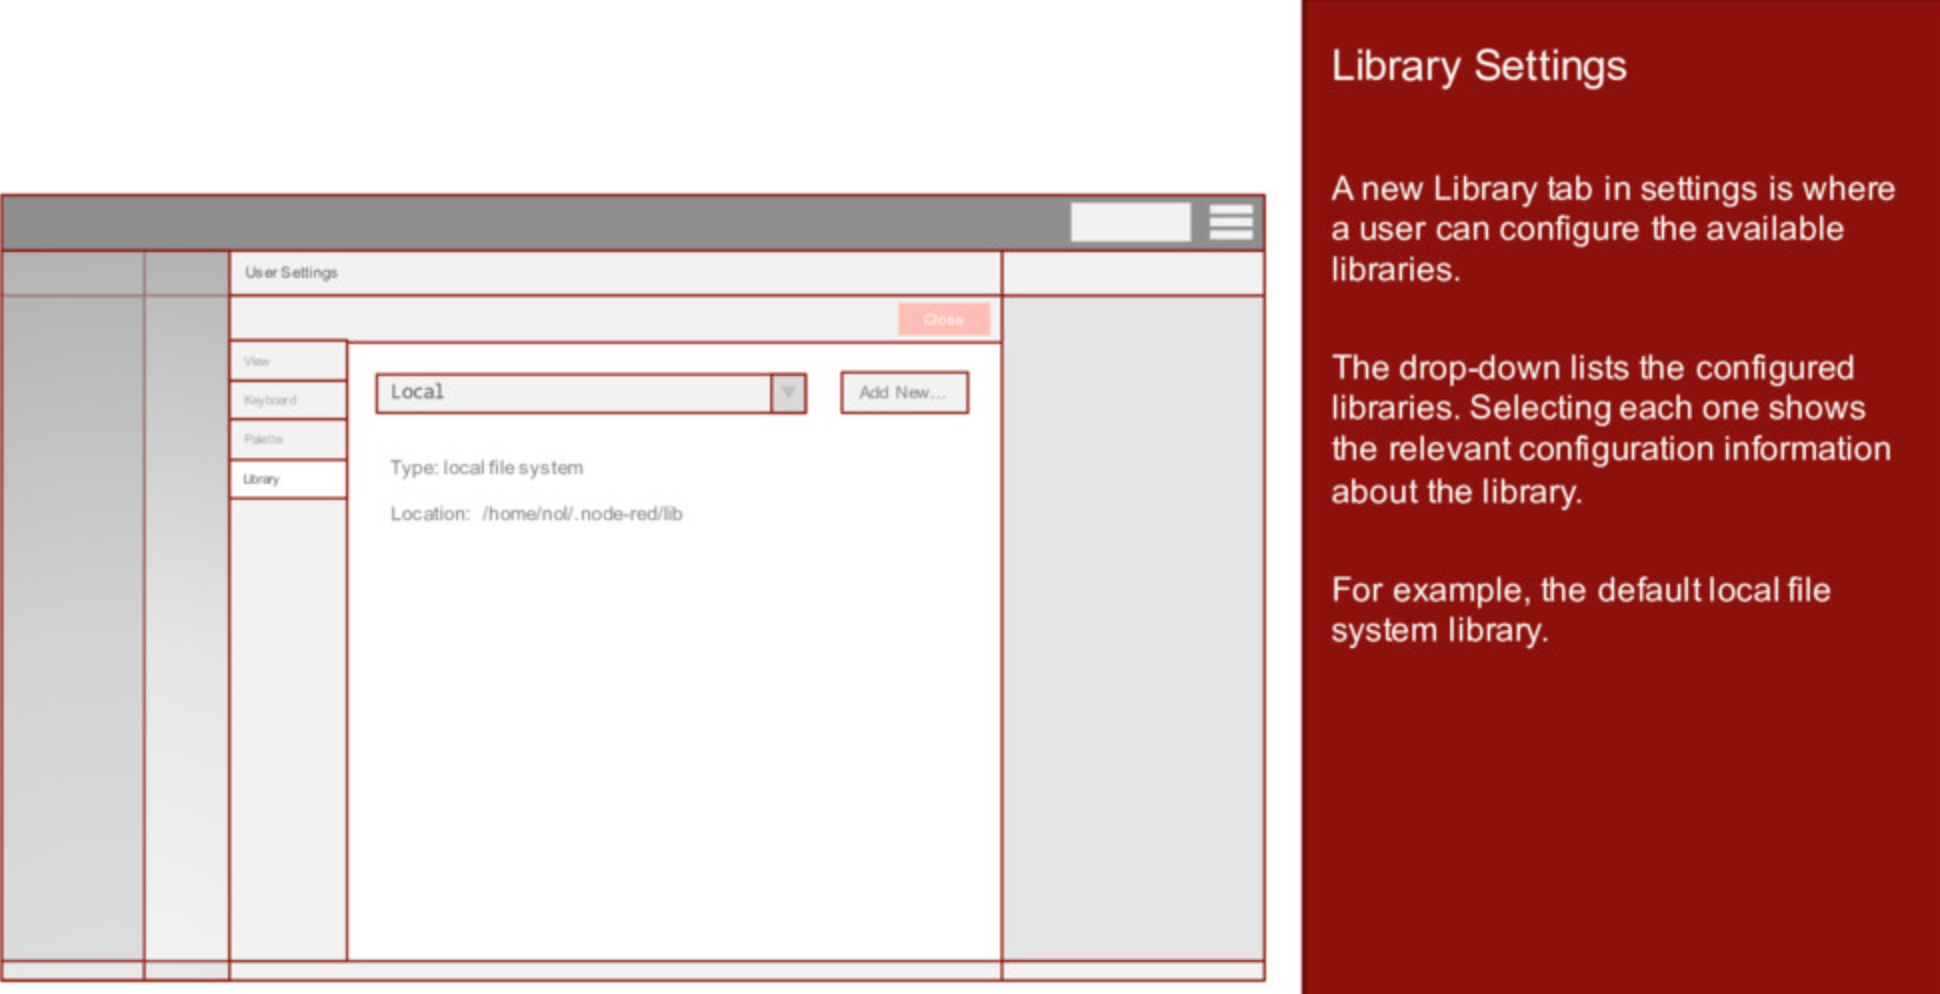 User Settings
Close
View
Keyboard
Palette
Library
Local
Add New...
Type: local file system
Location: /home/nol/.node-red/lib
Library Settings
A new Library tab in settings is where
a user can configure the available
libraries.
The drop-down lists the configured
libraries. Selecting each one shows
the relevant configuration information
about the library.
For example, the default local file
system library.